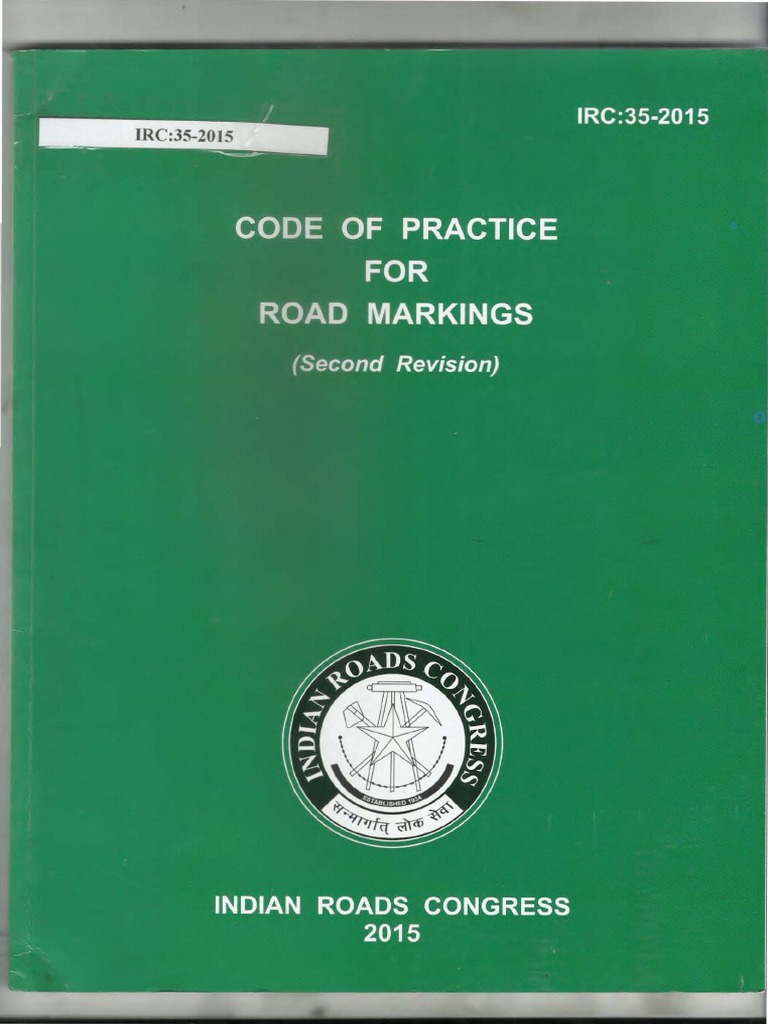 IRC:35-2015
IRC:35-2015
CODE OF PRACTICE
FOR
ROAD MARKINGS
(Second Revision)
INDIAN ROADS CONGRESS
ESTABLISHED 1934
सन्मार्गात् लोक सेवा
INDIAN ROADS CONGRESS
2015